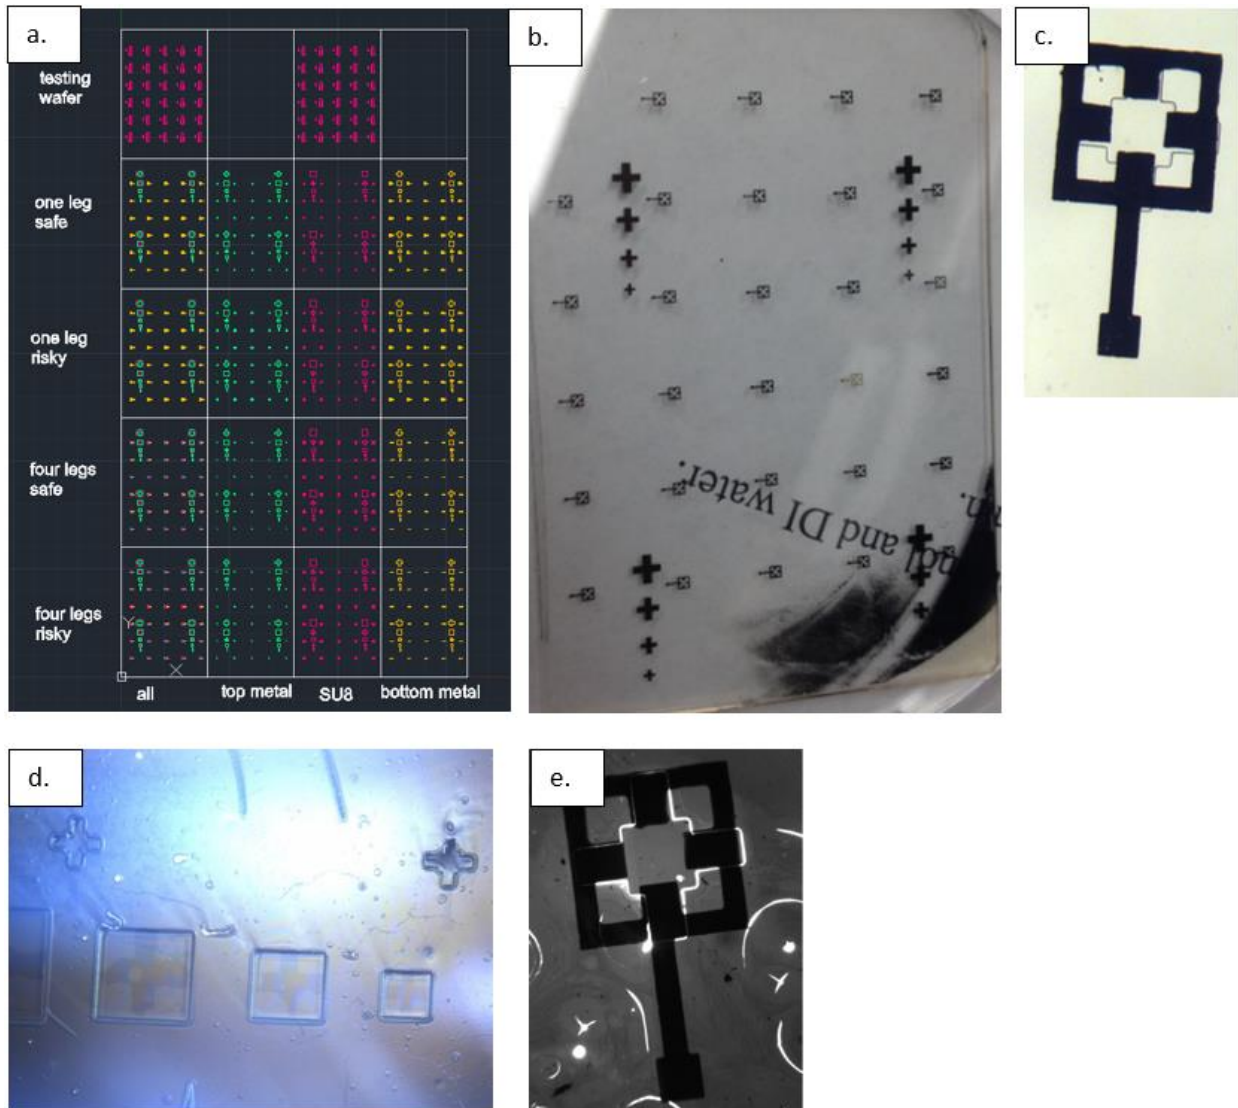 a.
testing
wafer
one leg
safe
one leg
risky
four legs
safe
four legs
risky
Y
X
all
top metal
SU8
bottom metal
b.
and DI water.
c.
d.
e.